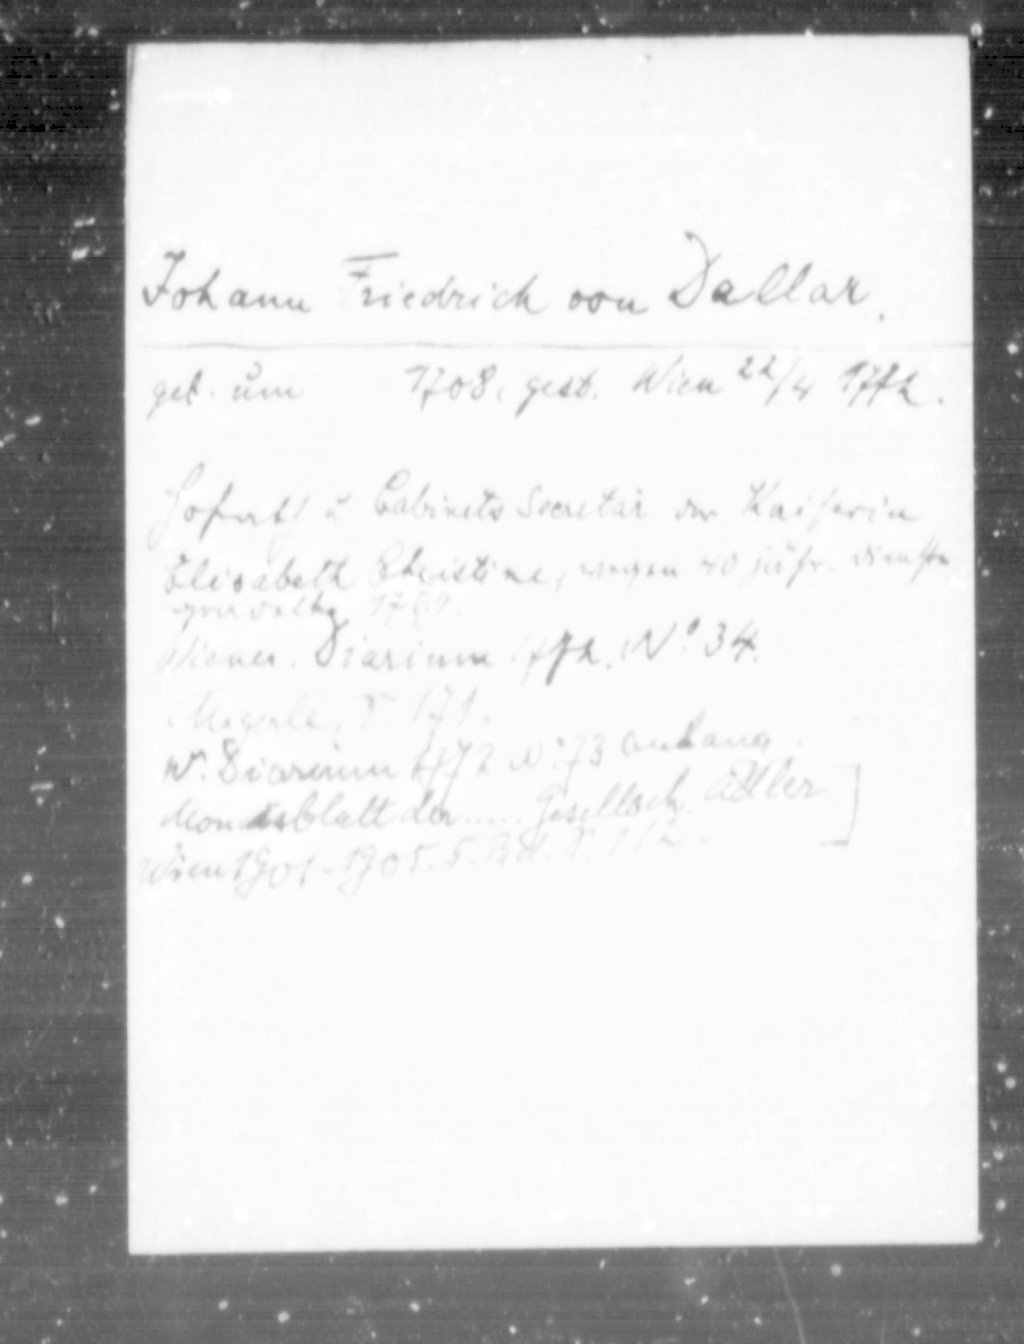 Johann Friedrich von Dallar.
geb. um 1708, gest. Wien 22/4 1772.
Hofrath u Cabinets Secretär der Kaiserin
Elisabeth Christine, wegen 40 jähr. Dienste
1769.
Wiener. Diarium 1772. No. 34.
Megerle, S. 171.
W. Diarium 1772 No. 73 Anhang
Monatsblatt der ..... Gesellsch. Adler ]
Wien 1901-1905. 5. Bd. S. 112.